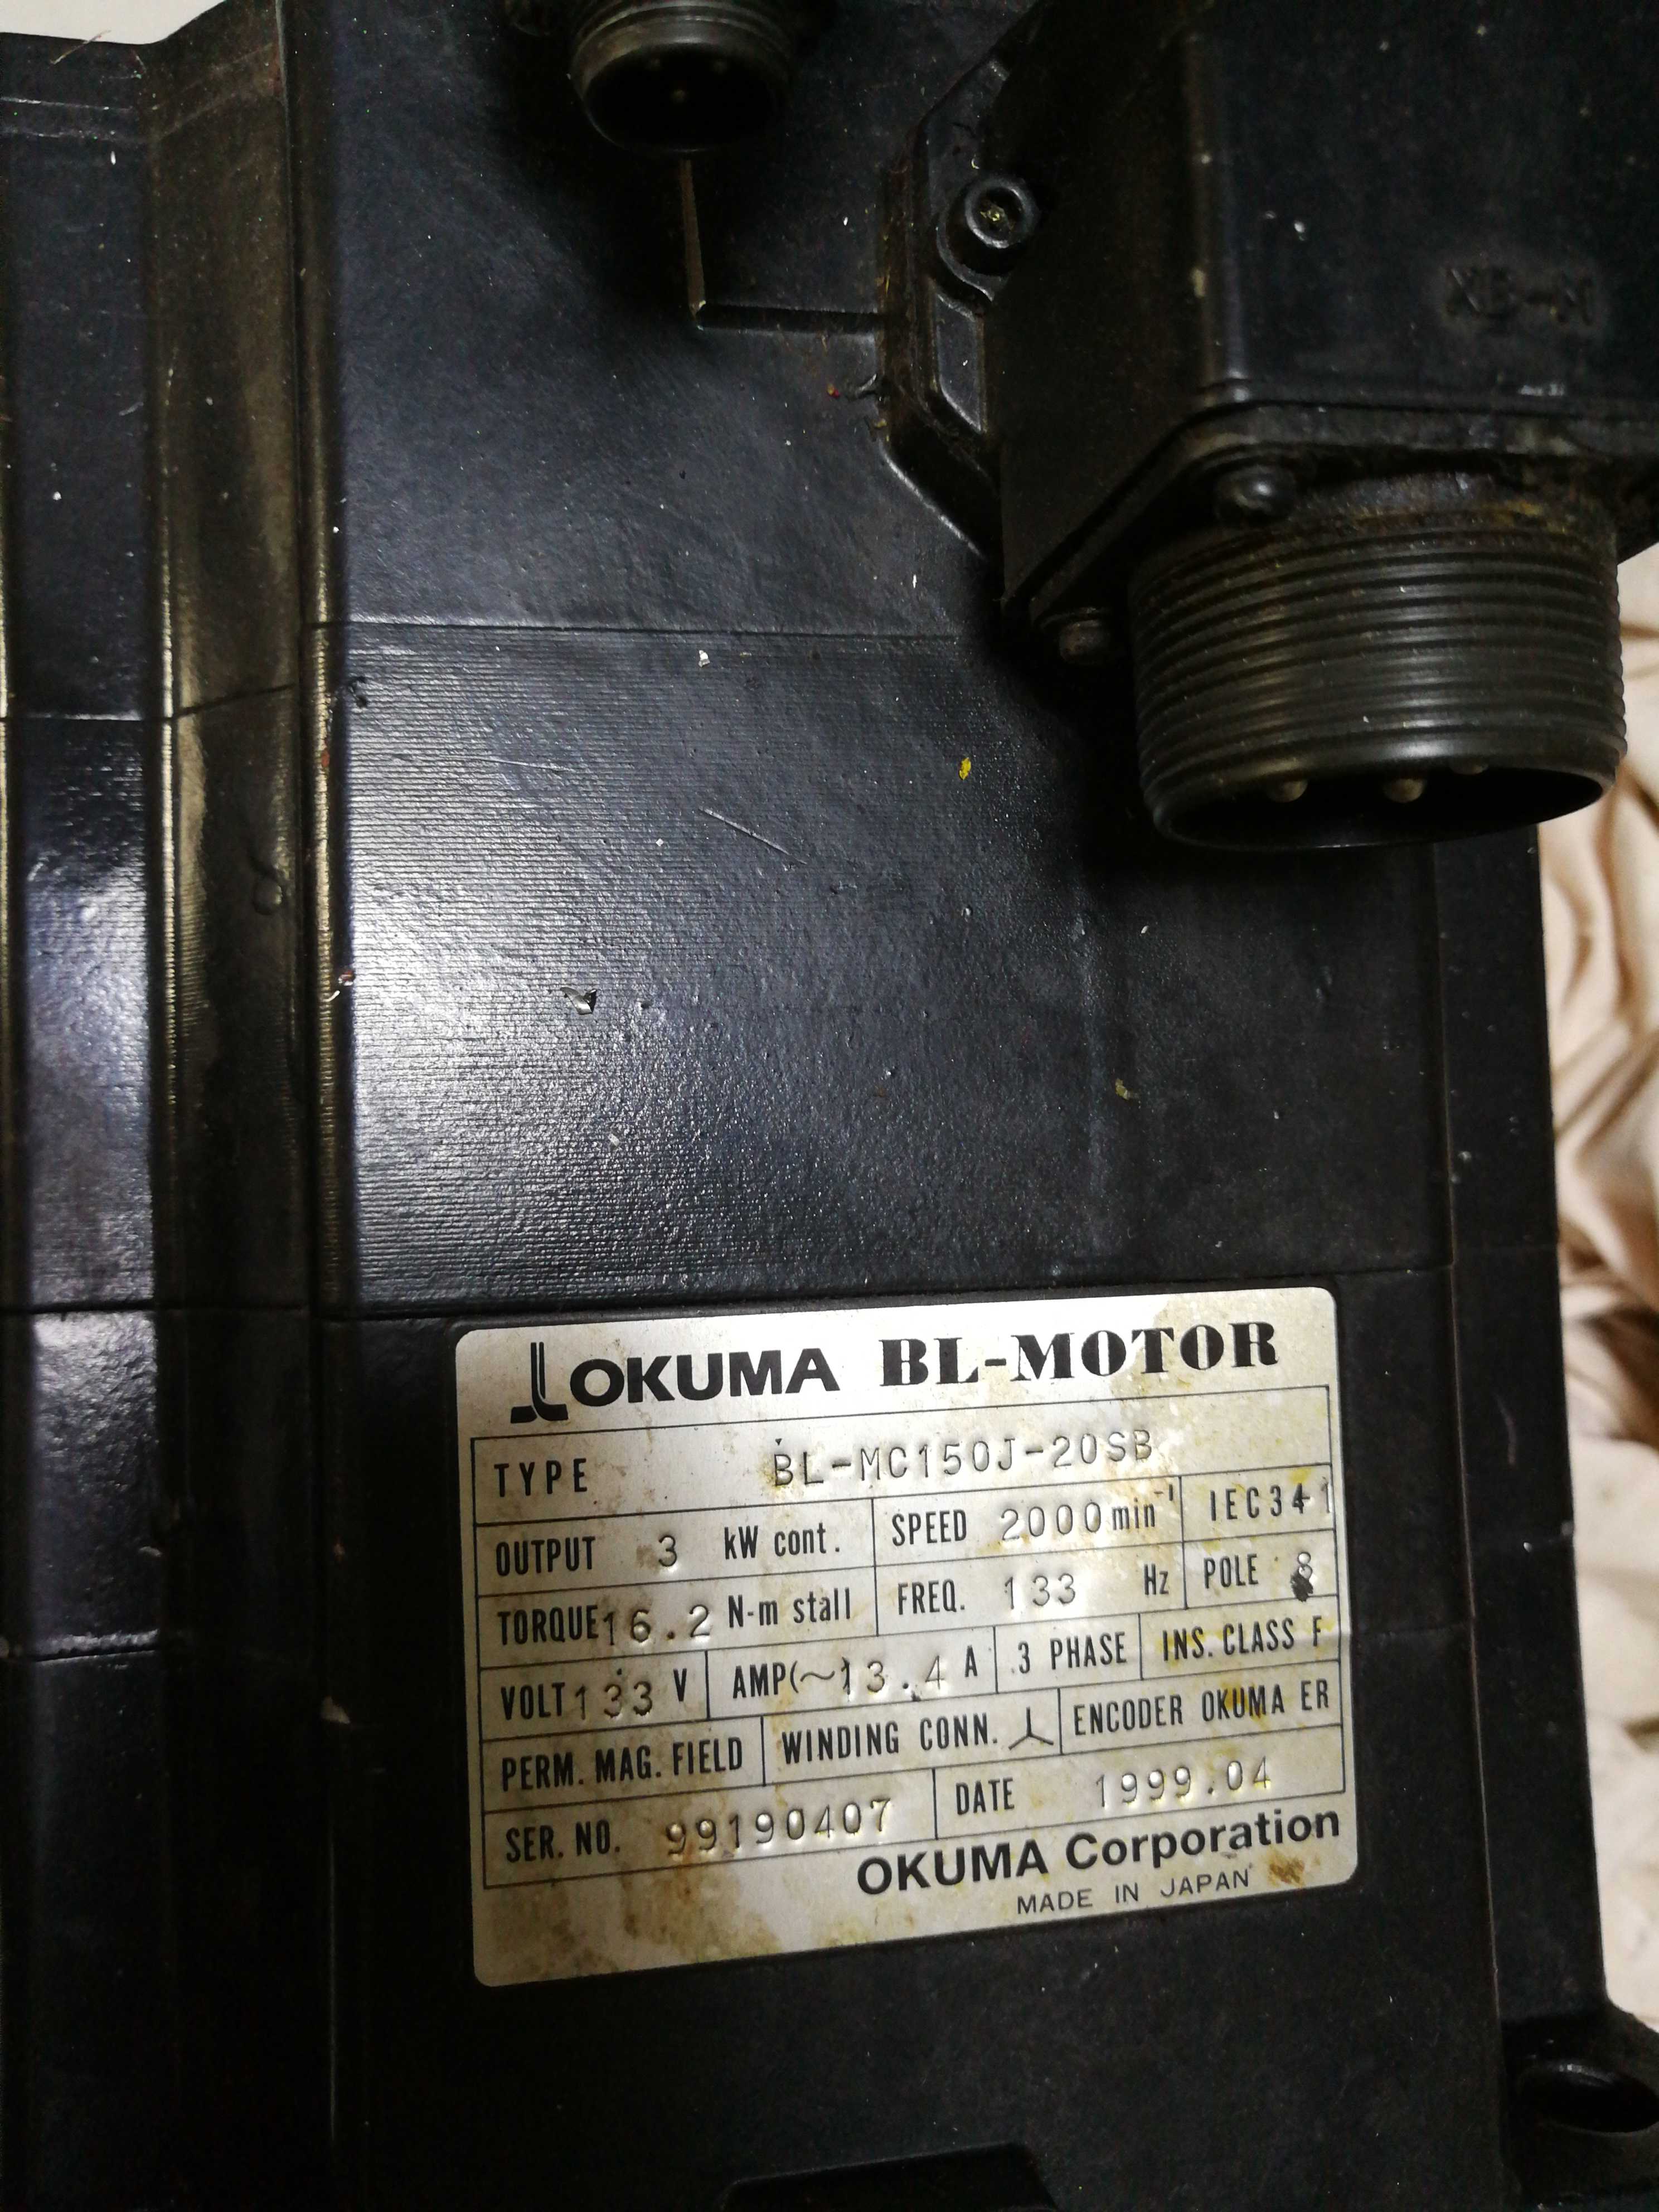 OKUMA BL-MOTOR
TYPE BL-MC150J-20SB
OUTPUT 3 kW cont. SPEED 2000 min⁻¹ IEC34-1
TORQUE 16.2 N-m stall FREQ. 133 Hz POLE 8
VOLT 133 V AMP(~) 13.4 A 3 PHASE INS. CLASS F
PERM. MAG. FIELD WINDING CONN. ENCODER OKUMA ER
SER. NO. 99190407 DATE 1999.04
OKUMA Corporation
MADE IN JAPAN